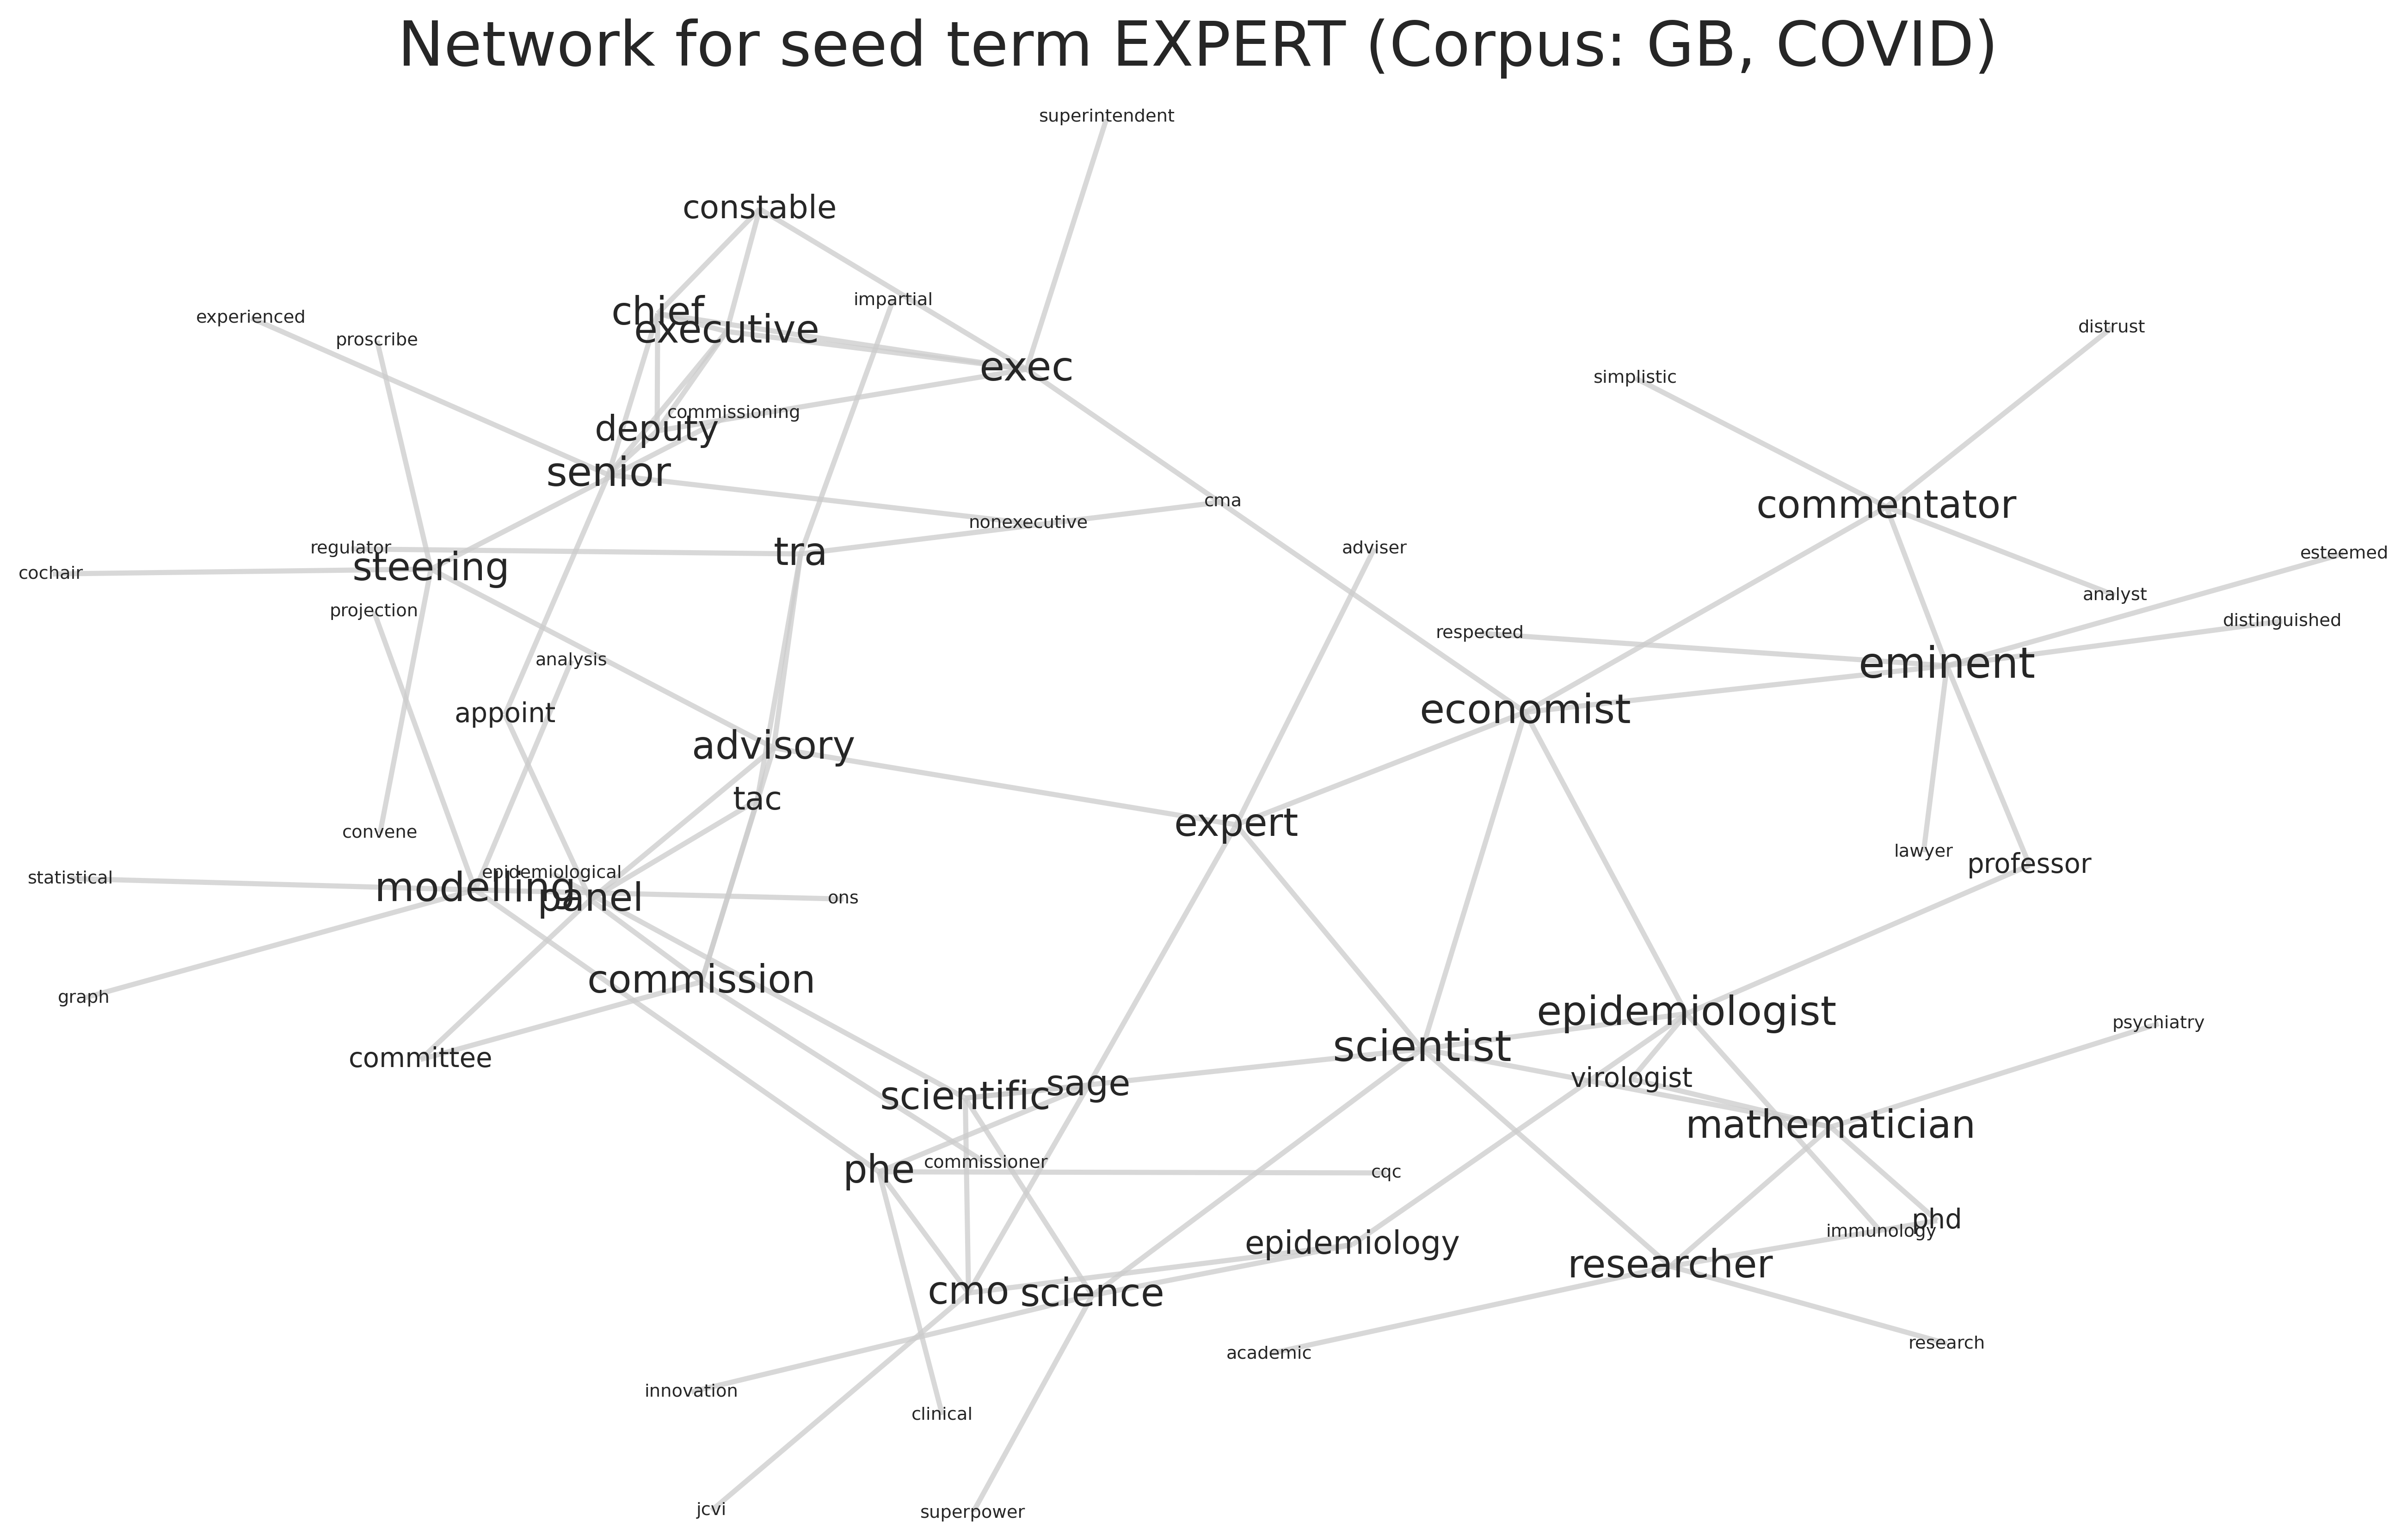 Network for seed term EXPERT (Corpus: GB, COVID)
superintendent
constable
impartial
chief
experienced
executive
distrust
proscribe
exec
simplistic
commissioning
deputy
senior
cma
commentator
nonexecutive
regulator
tra
adviser
esteemed
steering
cochair
analyst
projection
distinguished
respected
analysis
eminent
economist
appoint
advisory
tac
expert
convene
lawyer
professor
epidemiological
statistical
modelling
panel
ons
commission
graph
epidemiologist
psychiatry
scientist
committee
virologist
sage
scientific
mathematician
commissioner
phe
cqc
phd
immunology
epidemiology
researcher
cmo
science
research
academic
innovation
clinical
jcvi
superpower